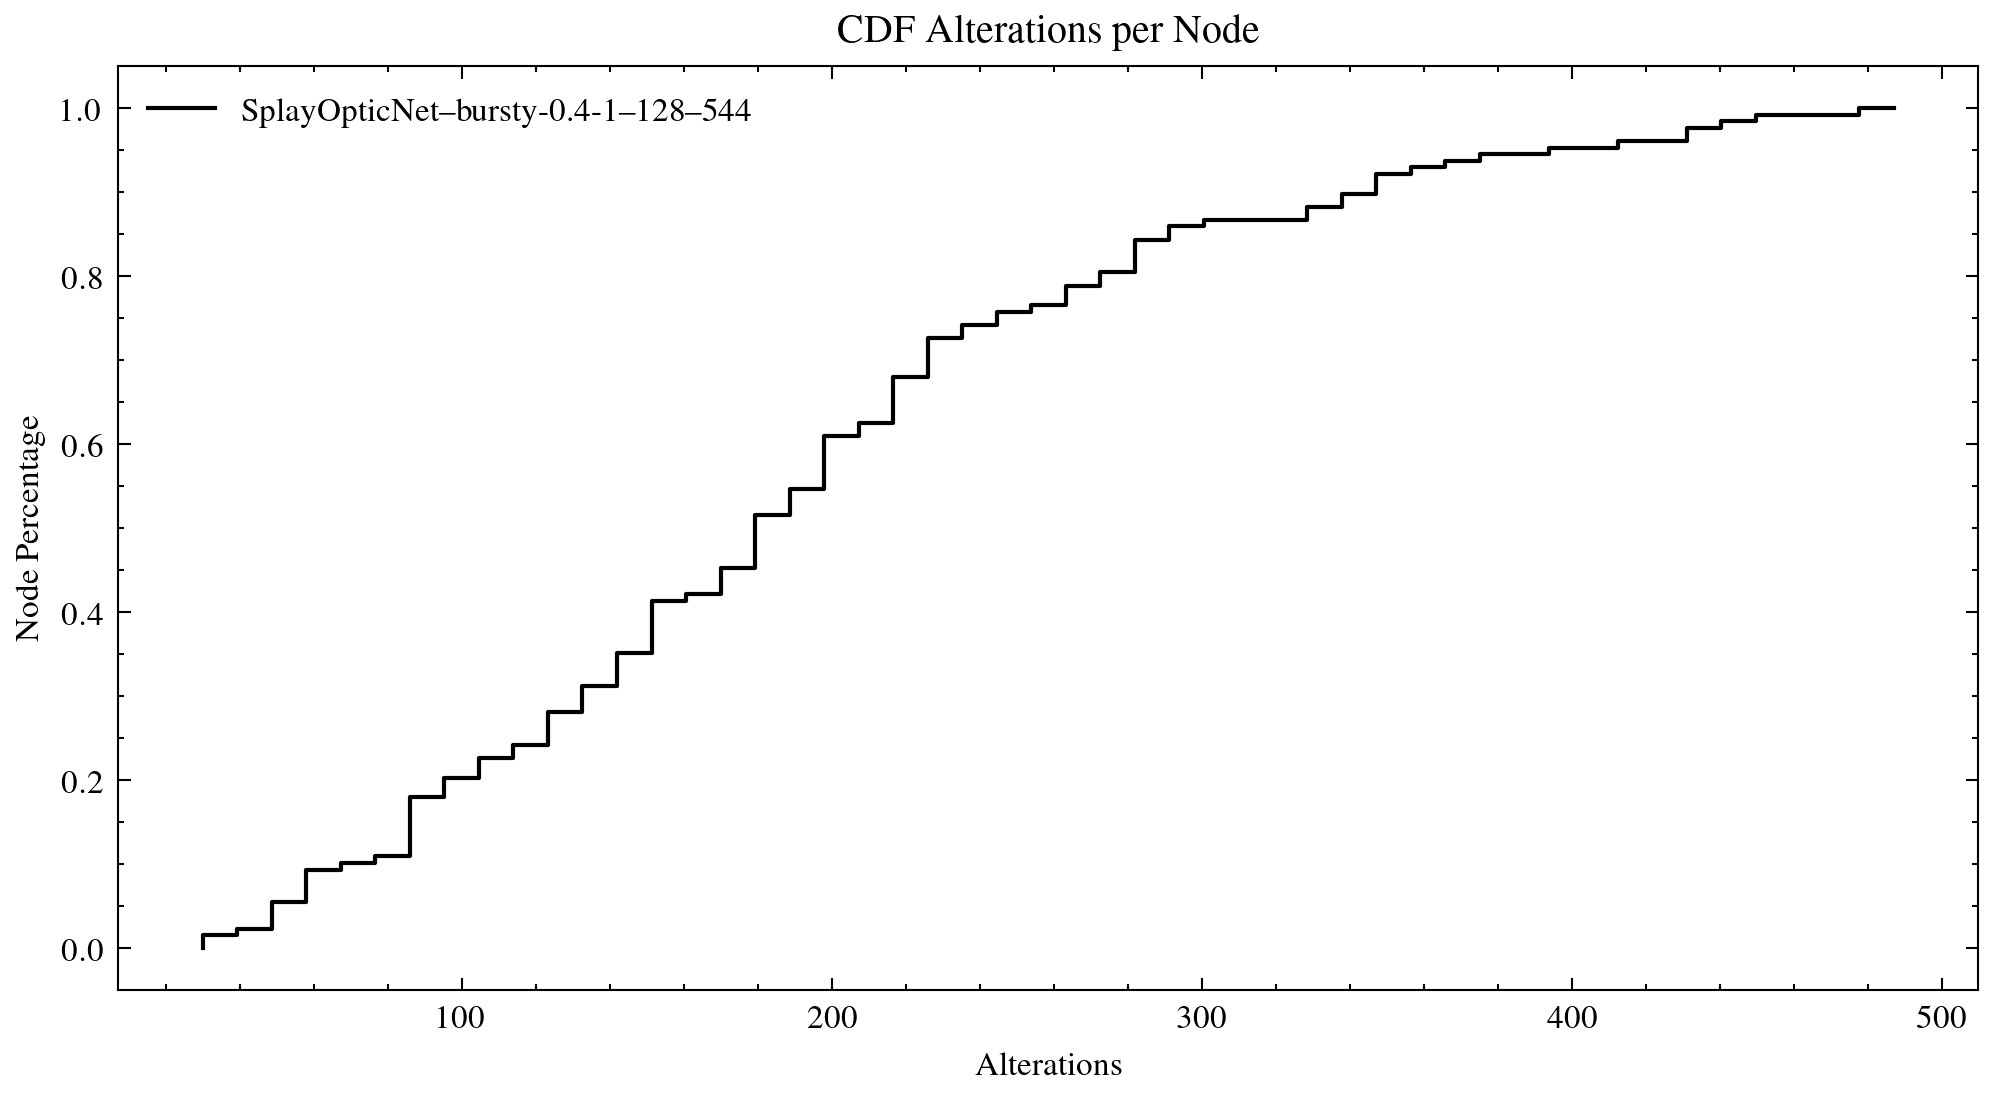 CDF Alterations per Node
SplayOpticNet–bursty-0.4-1–128–544
1.0
0.8
0.6
0.4
0.2
0.0
Node Percentage
100 200 300 400 500
Alterations